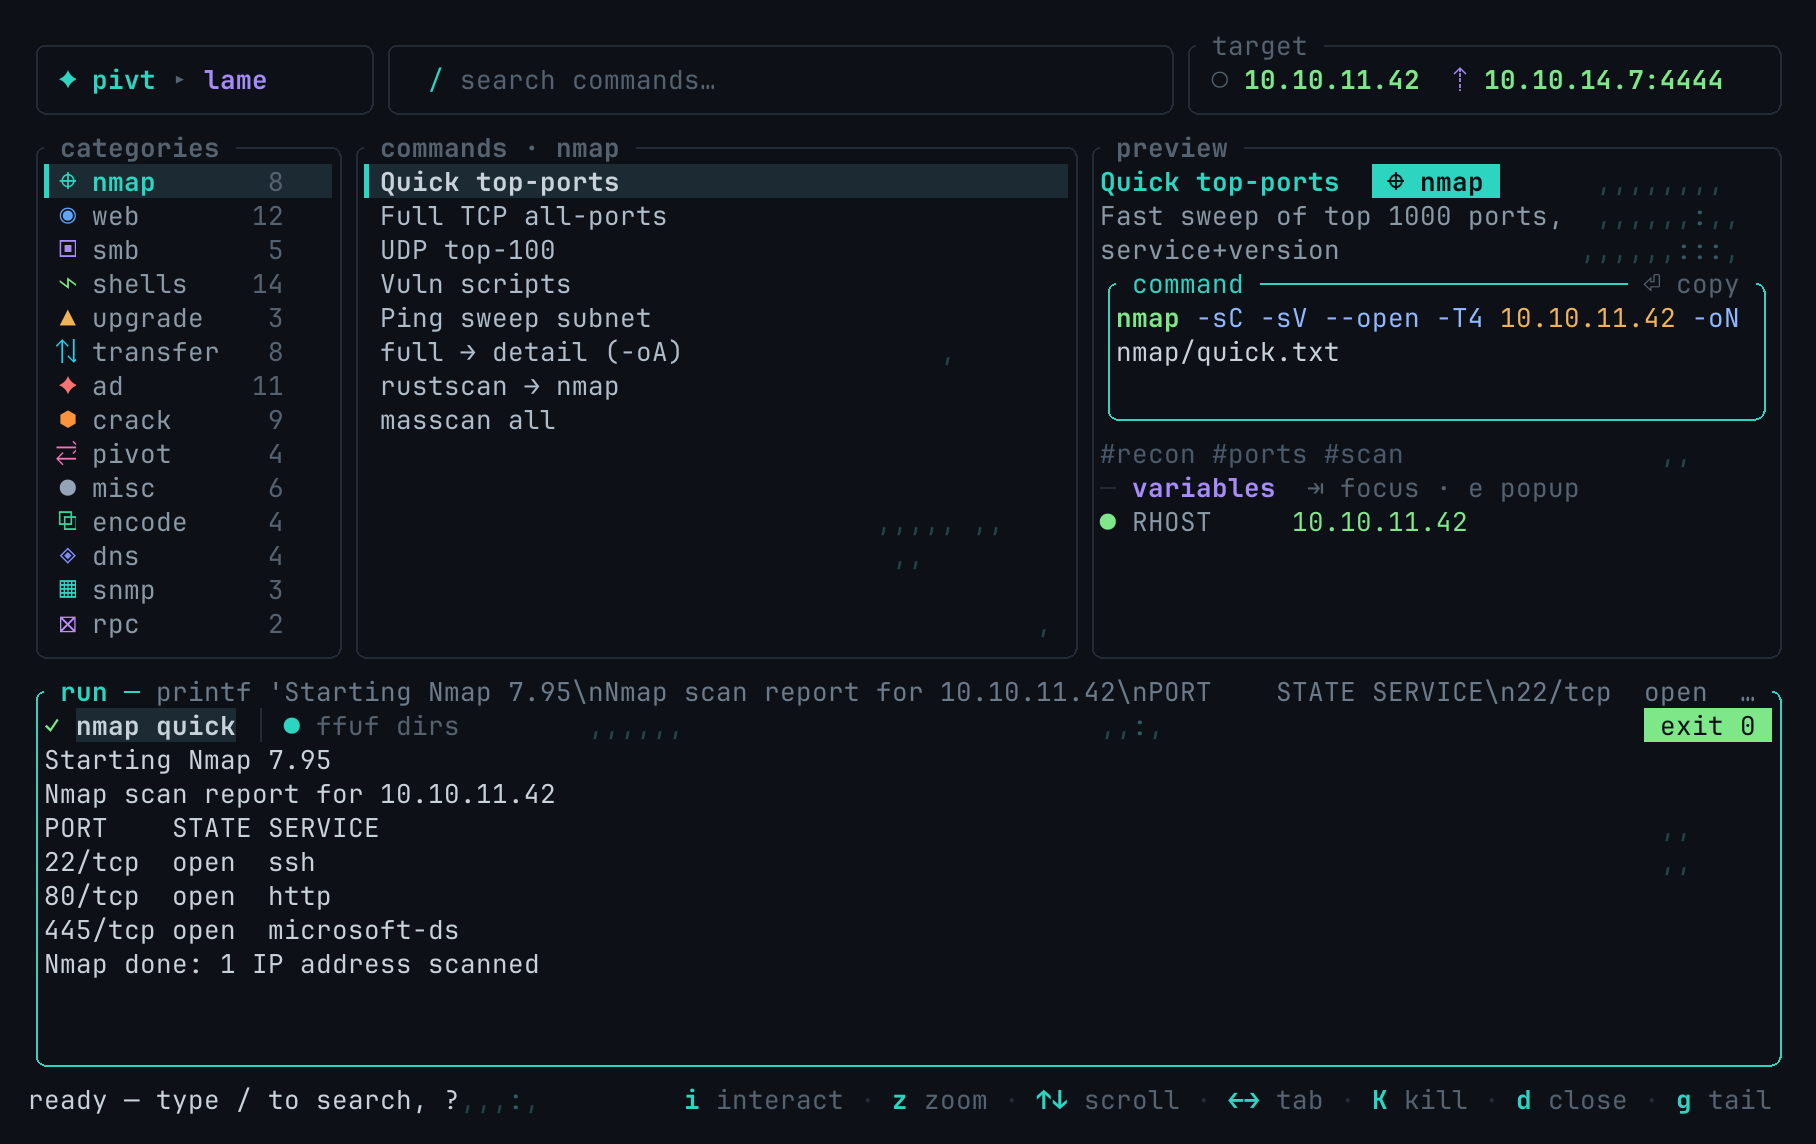 ✦ pivt ▸ lame
/ search commands…
target
○ 10.10.11.42 ⇡ 10.10.14.7:4444
categories
⊕ nmap 8
◉ web 12
▣ smb 5
shells 14
▲ upgrade 3
⇅ transfer 8
✦ ad 11
⬢ crack 9
⇄ pivot 4
● misc 6
⧉ encode 4
◈ dns 4
▦ snmp 3
⊠ rpc 2
commands · nmap
Quick top-ports
Full TCP all-ports
UDP top-100
Vuln scripts
Ping sweep subnet
full → detail (-oA)
rustscan → nmap
masscan all
preview
Quick top-ports ⊕ nmap
Fast sweep of top 1000 ports,
service+version
command ⏎ copy
nmap -sC -sV --open -T4 10.10.11.42 -oN
nmap/quick.txt
#recon #ports #scan
— variables ⇥ focus · e popup
● RHOST 10.10.11.42
run — printf 'Starting Nmap 7.95\nNmap scan report for 10.10.11.42\nPORT    STATE SERVICE\n22/tcp  open  …
✓ nmap quick │ ● ffuf dirs exit 0
Starting Nmap 7.95
Nmap scan report for 10.10.11.42
PORT    STATE SERVICE
22/tcp  open  ssh
80/tcp  open  http
445/tcp open  microsoft-ds
Nmap done: 1 IP address scanned
ready — type / to search, ?
i interact · z zoom · ↑↓ scroll · ←→ tab · K kill · d close · g tail